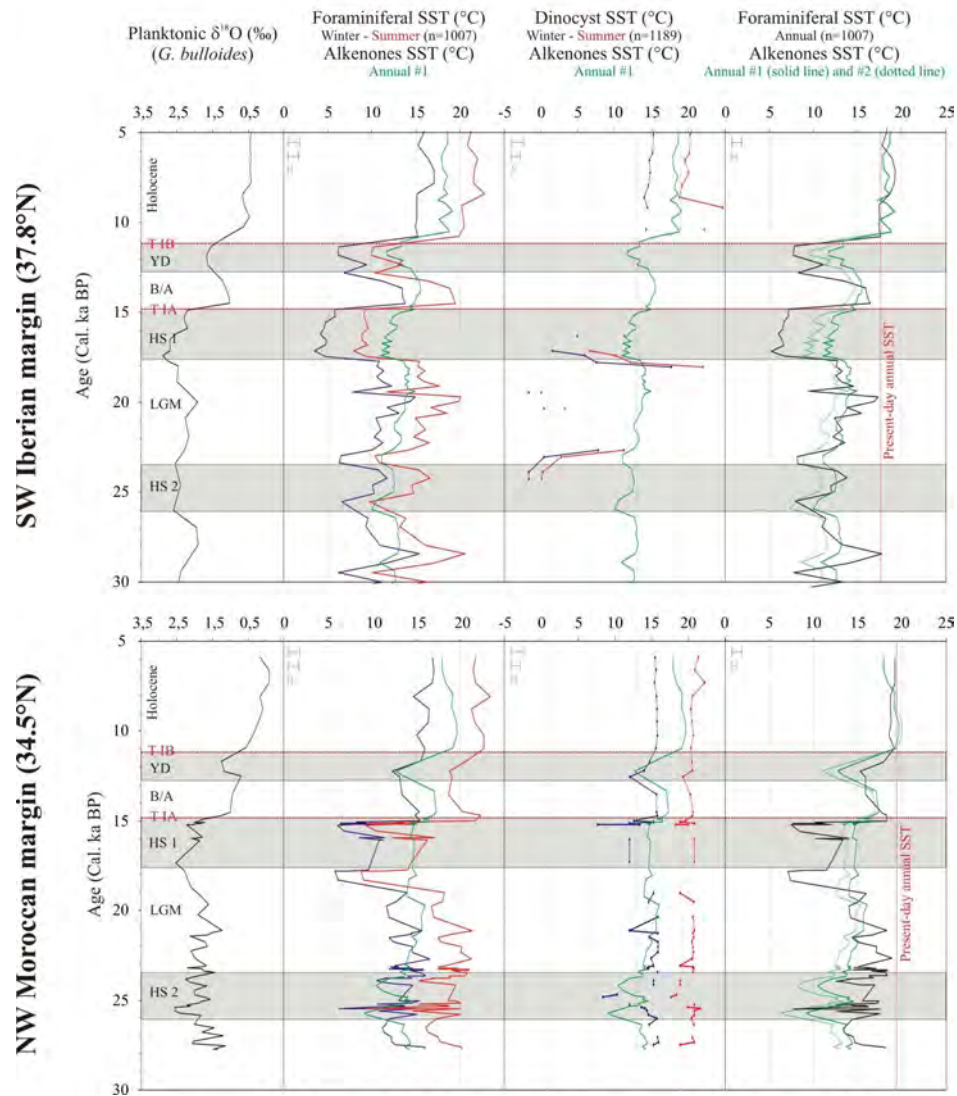 Planktonic δ18O (‰)
(G. bulloides)
Foraminiferal SST (°C)
Winter - Summer (n=1007)
Alkenones SST (°C)
Annual #1
Dinocyst SST (°C)
Winter - Summer (n=1189)
Alkenones SST (°C)
Annual #1
Foraminiferal SST (°C)
Annual (n=1007)
Alkenones SST (°C)
Annual #1 (solid line) and #2 (dotted line)
3,5 2,5 1,5 0,5 0 5 10 15 20 -5 0 5 10 15 20 0 5 10 15 20 25
SW Iberian margin (37.8°N)
Age (Cal. ka BP)
5
10
15
20
25
30
Holocene
T IB
YD
B/A
T IA
HS 1
LGM
HS 2
Present-day annual SST
3,5 2,5 1,5 0,5 0 5 10 15 20 -5 0 5 10 15 20 0 5 10 15 20 25
NW Moroccan margin (34.5°N)
Age (Cal. ka BP)
5
10
15
20
25
30
Holocene
T IB
YD
B/A
T IA
HS 1
LGM
HS 2
Present-day annual SST